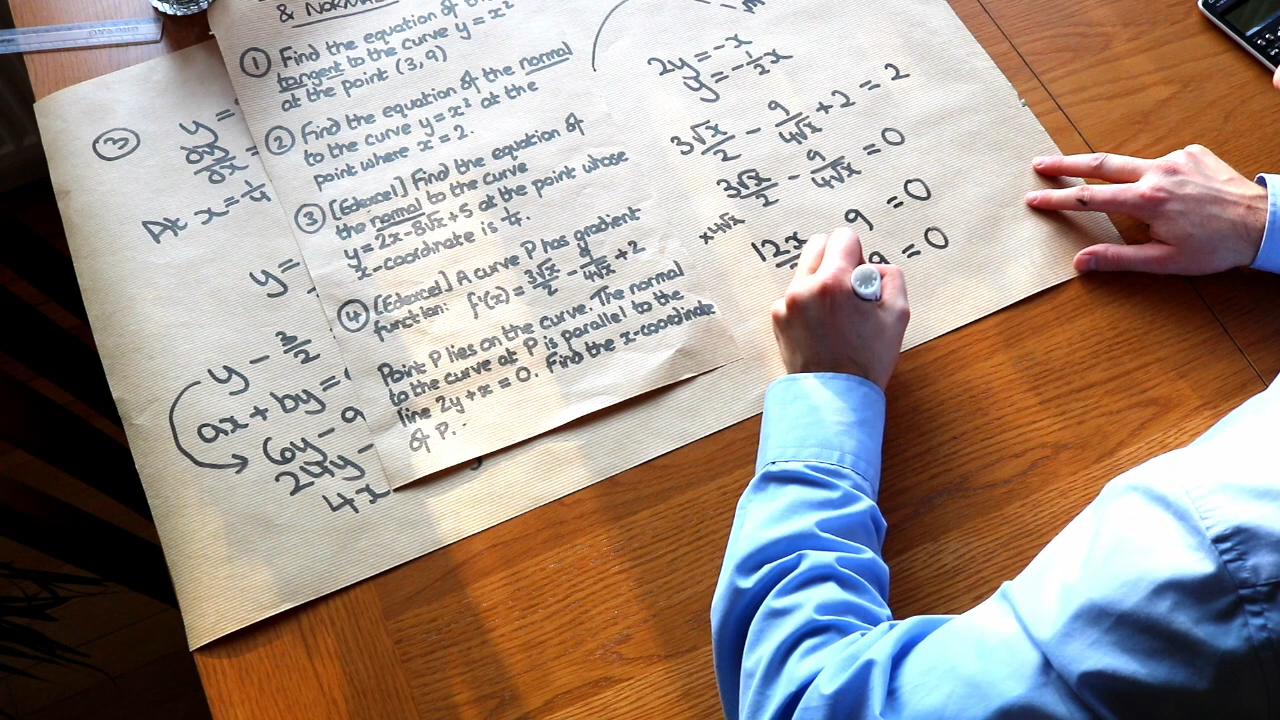 & NORMA
① Find the equation of the
tangent to the curve y = x²
at the point (3, 9)
② Find the equation of the normal
to the curve y = x³ at the
point where x = 2.
③ [Edexcel] Find the equation of
the normal to the curve
y = 2x - 8√x + 5 at the point whose
x-coordinate is 1/4.
④ [Edexcel] A curve P has gradient
function: f'(x) = 3√x/2 - 9/4√x + 2
Point P lies on the curve. The normal
to the curve at P is parallel to the
line 2y + x = 0. Find the x-coordinate
of P.
③
y =
dy/dx =
At x = 1/4
y =
y - 3/2
ax + by =
6y - 9
24y -
4x
2y = -x
y = -1/2 x
3√x/2 - 9/4√x + 2 = 2
3√x/2 - 9/4√x = 0
×4√x
12x 9 = 0
9 = 0